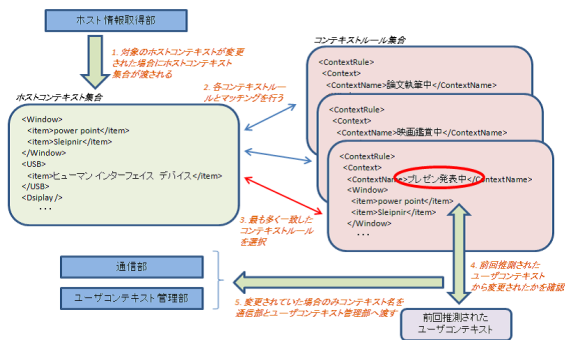 ホスト情報取得部
1. 対象のホストコンテキストが変更
された場合にホストコンテキスト
集合が渡される
コンテキストルール集合
<ContextRule>
<Context>
<ContextName>論文執筆中</ContextName>
2. 各コンテキストルー
ルとマッチングを行う
ホストコンテキスト集合
<Window>
<item>power point</item>
<item>Sleipnir</item>
</Window>
<USB>
<item>ヒューマン インターフェイス デバイス</item>
</USB>
<Dsiplay/>
...
<ContextRule>
<Context>
<ContextName>映画鑑賞中</ContextName>
<ContextRule>
<Context>
<ContextName>プレゼン発表中</ContextName>
<Window>
<item>power point</item>
<item>Sleipnir</item>
</Window>
...
3. 最も多く一致した
コンテキストルール
を選択
通信部
ユーザコンテキスト管理部
4. 前回推測された
ユーザコンテキスト
から変更されたかを確認
5. 変更されていた場合のみコンテキスト名を
通信部とユーザコンテキスト管理部へ渡す
前回推測された
ユーザコンテキスト